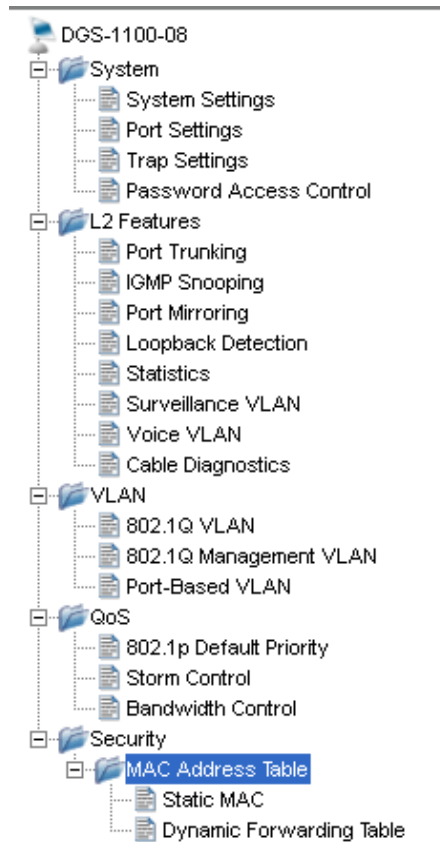 DGS-1100-08
System
System Settings
Port Settings
Trap Settings
Password Access Control
L2 Features
Port Trunking
IGMP Snooping
Port Mirroring
Loopback Detection
Statistics
Surveillance VLAN
Voice VLAN
Cable Diagnostics
VLAN
802.1Q VLAN
802.1Q Management VLAN
Port-Based VLAN
QoS
802.1p Default Priority
Storm Control
Bandwidth Control
Security
MAC Address Table
Static MAC
Dynamic Forwarding Table